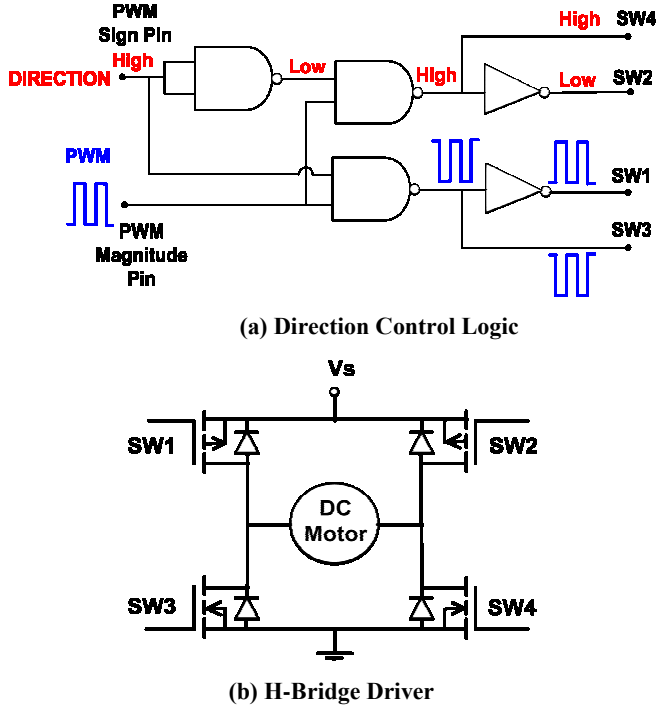 PWM
Sign Pin
High
DIRECTION
Low
High
High
SW4
Low
SW2
PWM
SW1
SW3
PWM
Magnitude
Pin
(a) Direction Control Logic
Vs
SW1
SW2
DC
Motor
SW3
SW4
(b) H-Bridge Driver